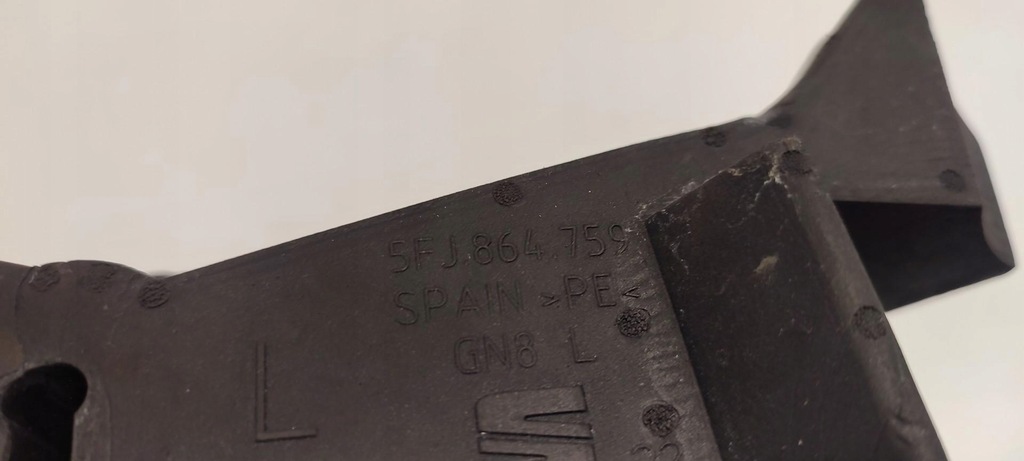 5FJ.864.759
SPAIN >PE<
GN8 L
L